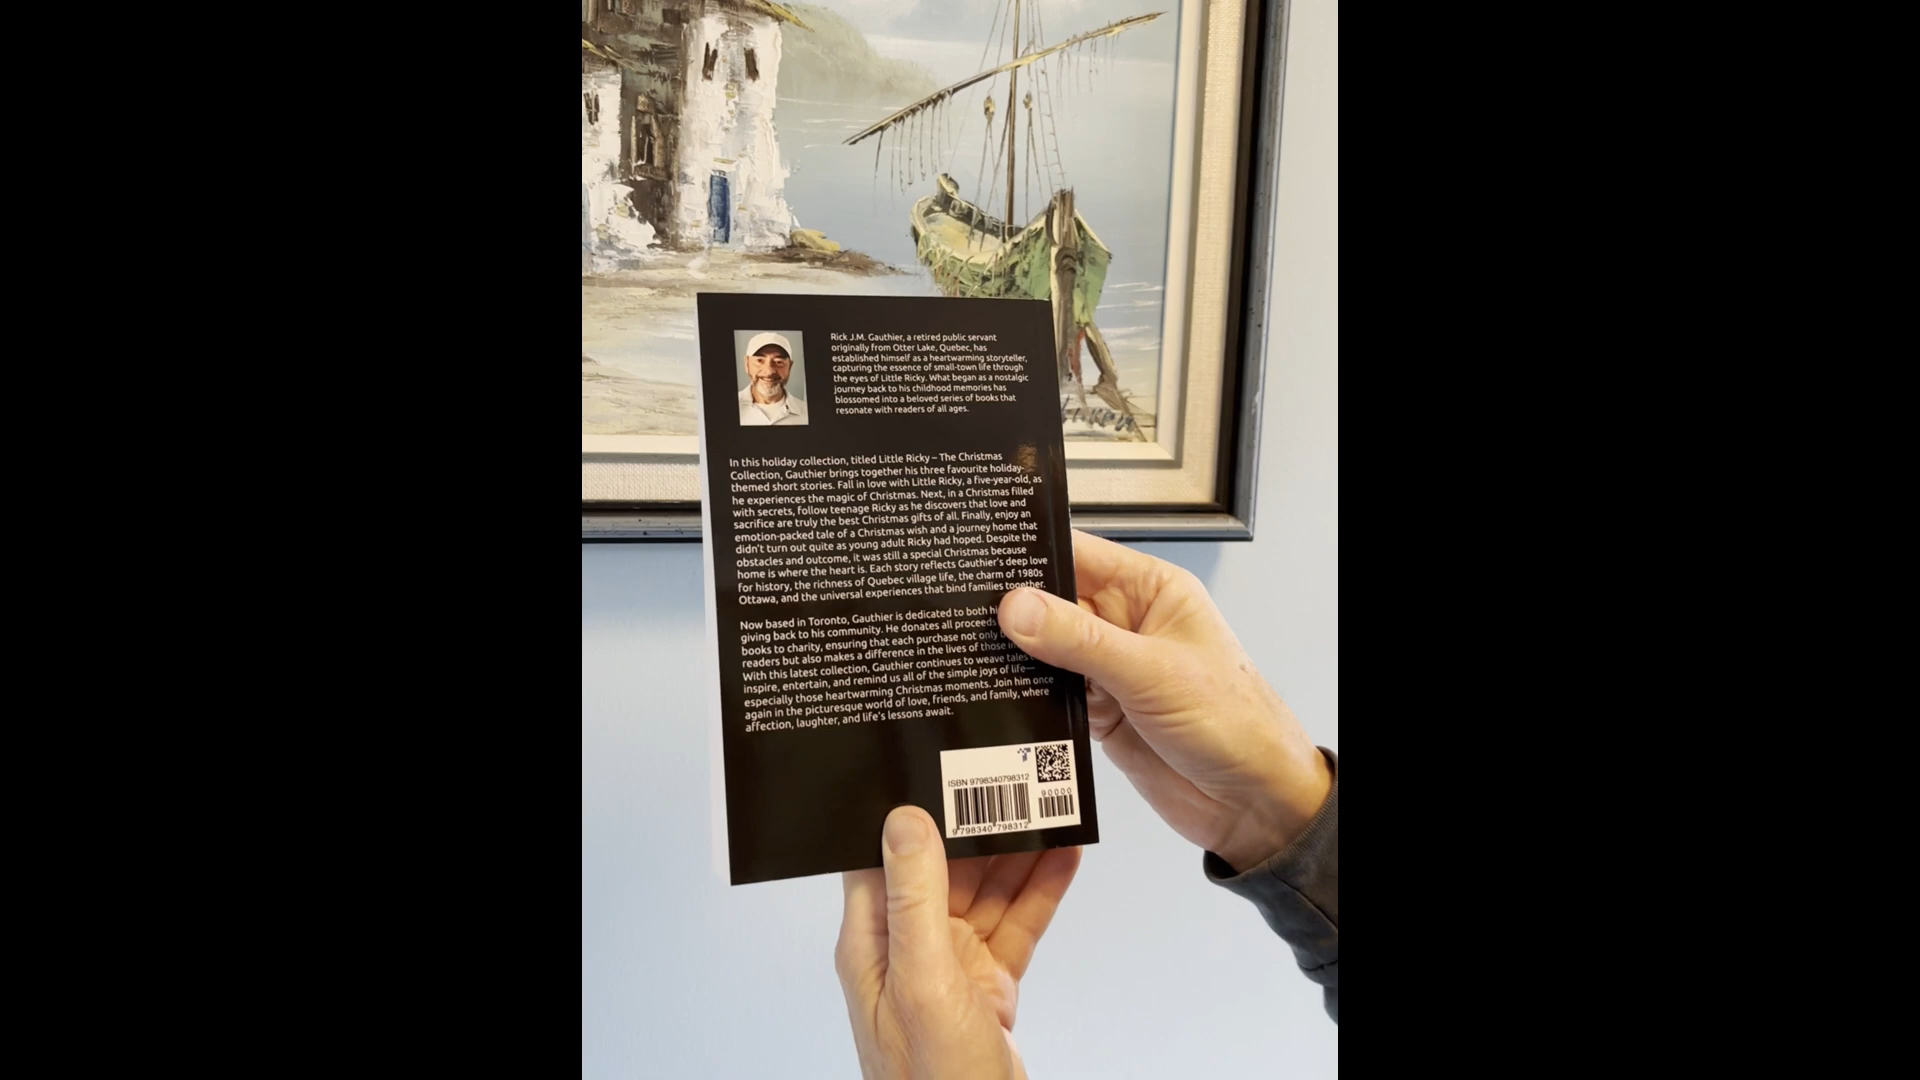 Rick J.M. Gauthier, a retired public servant
originally from Otter Lake, Quebec, has
established himself as a heartwarming storyteller,
capturing the essence of small-town life through
the eyes of Little Ricky. What began as a nostalgic
journey back to his childhood memories has
blossomed into a beloved series of books that
resonate with readers of all ages.
In this holiday collection, titled Little Ricky – The Christmas
Collection, Gauthier brings together his three favourite holiday-
themed short stories. Fall in love with Little Ricky, a five-year-old, as
he experiences the magic of Christmas. Next, in a Christmas filled
with secrets, follow teenage Ricky as he discovers that love and
sacrifice are truly the best Christmas gifts of all. Finally, enjoy an
emotion-packed tale of a Christmas wish and a journey home that
didn't turn out quite as young adult Ricky had hoped. Despite the
obstacles and outcome, it was still a special Christmas because
home is where the heart is. Each story reflects Gauthier's deep love
for history, the richness of Quebec village life, the charm of 1980s
Ottawa, and the universal experiences that bind families together.
Now based in Toronto, Gauthier is dedicated to both
giving back to his community. He donates all proceeds
books to charity, ensuring that each purchase not only
readers but also makes a difference in the lives of those
With this latest collection, Gauthier continues to weave tales
inspire, entertain, and remind us all of the simple joys of life—
especially those heartwarming Christmas moments. Join him once
again in the picturesque world of love, friends, and family, where
affection, laughter, and life's lessons await.
ISBN 9798340798312
90000
9 798340 798312